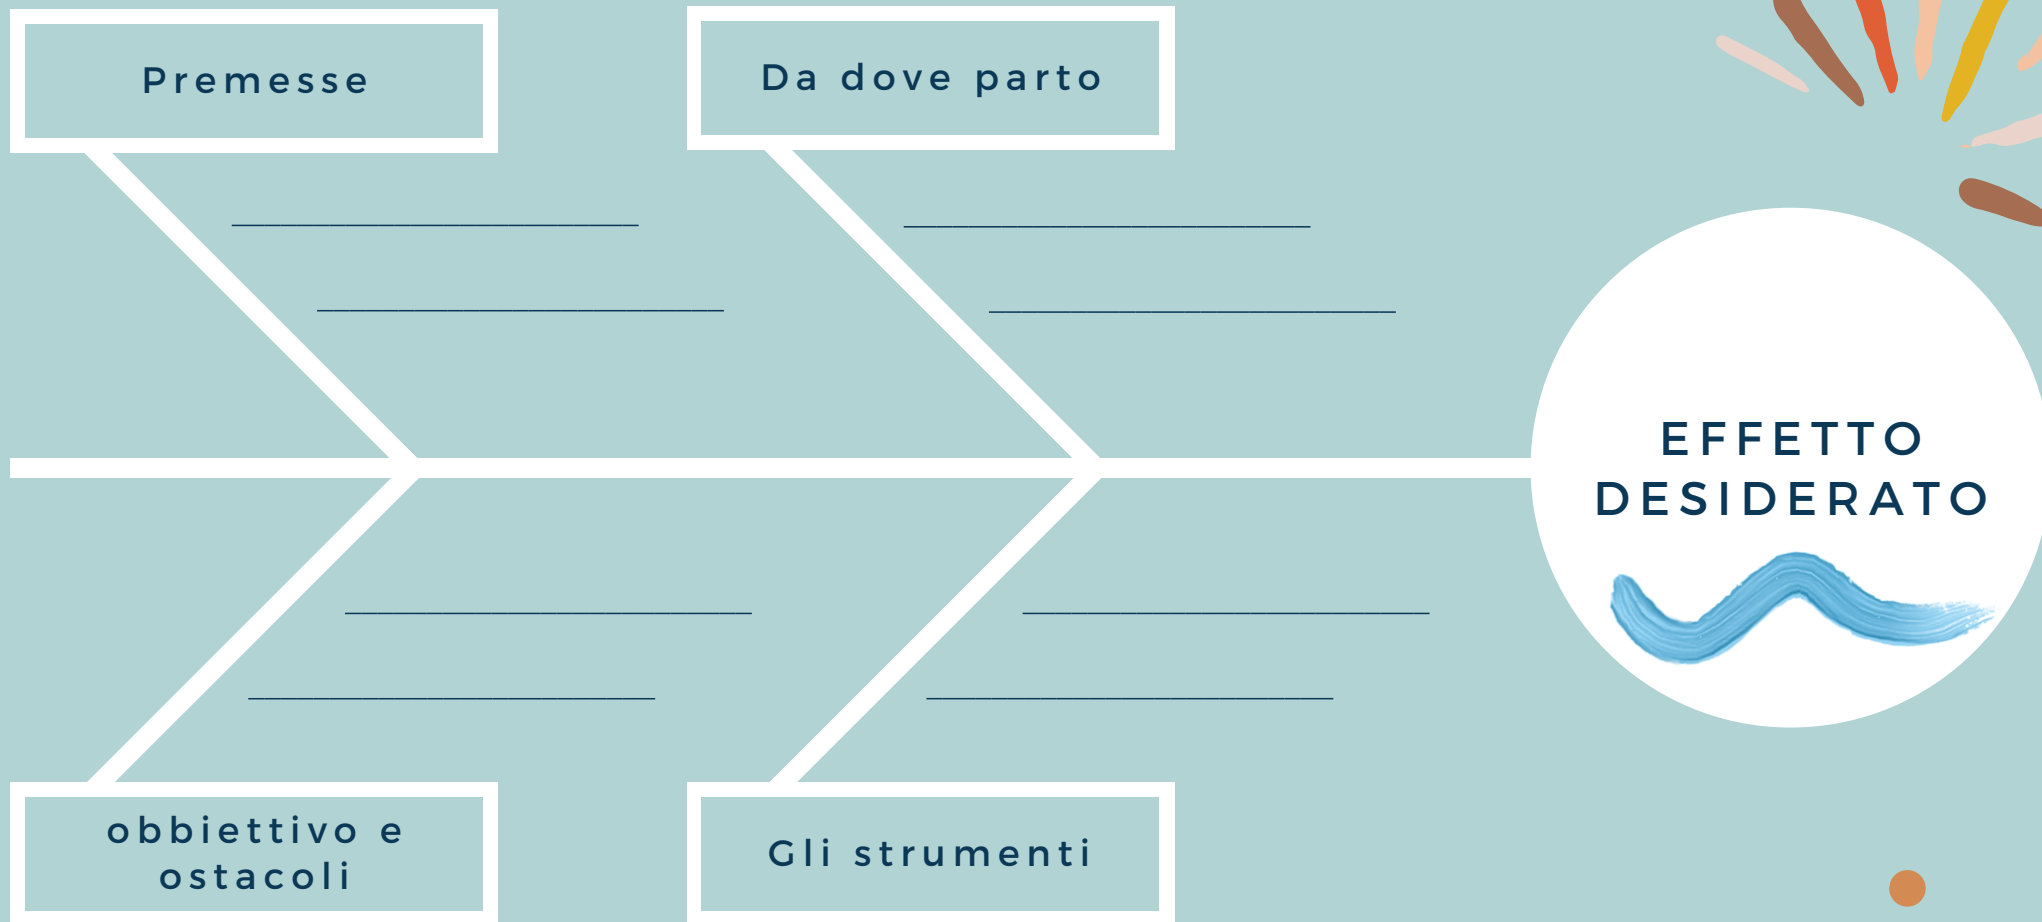 Premesse
Da dove parto
EFFETTO
DESIDERATO
obbiettivo e
ostacoli
Gli strumenti